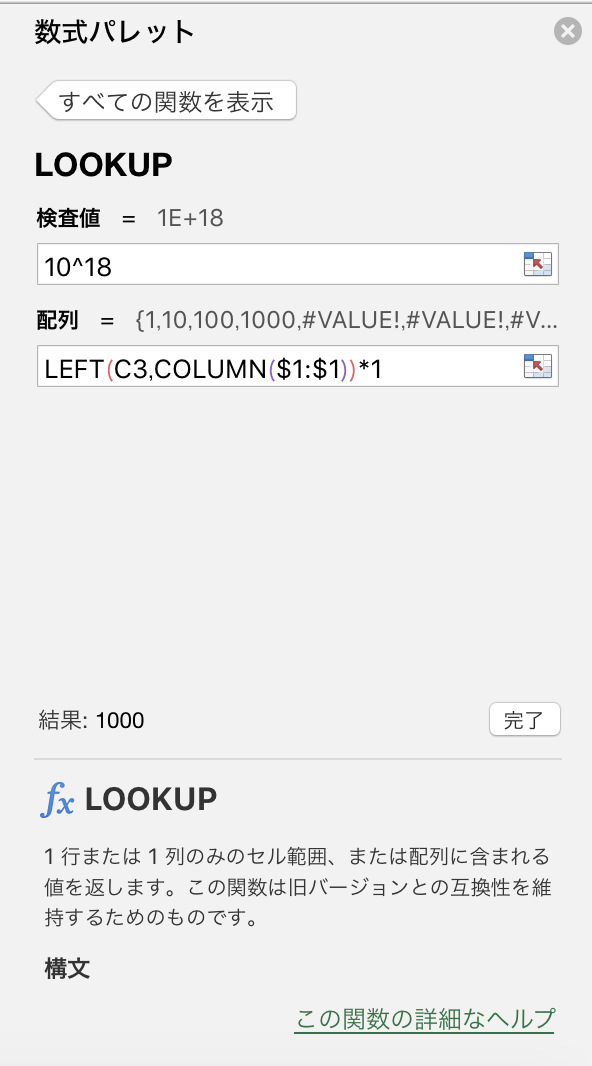 数式パレット
すべての関数を表示
LOOKUP
検査値 = 1E+18
10^18
配列 = {1,10,100,1000,#VALUE!,#VALUE!,#V...
LEFT(C3,COLUMN($1:$1))*1
結果: 1000
完了
fx LOOKUP
1 行または 1 列のみのセル範囲、または配列に含まれる
値を返します。この関数は旧バージョンとの互換性を維
持するためのものです。
構文
この関数の詳細なヘルプ